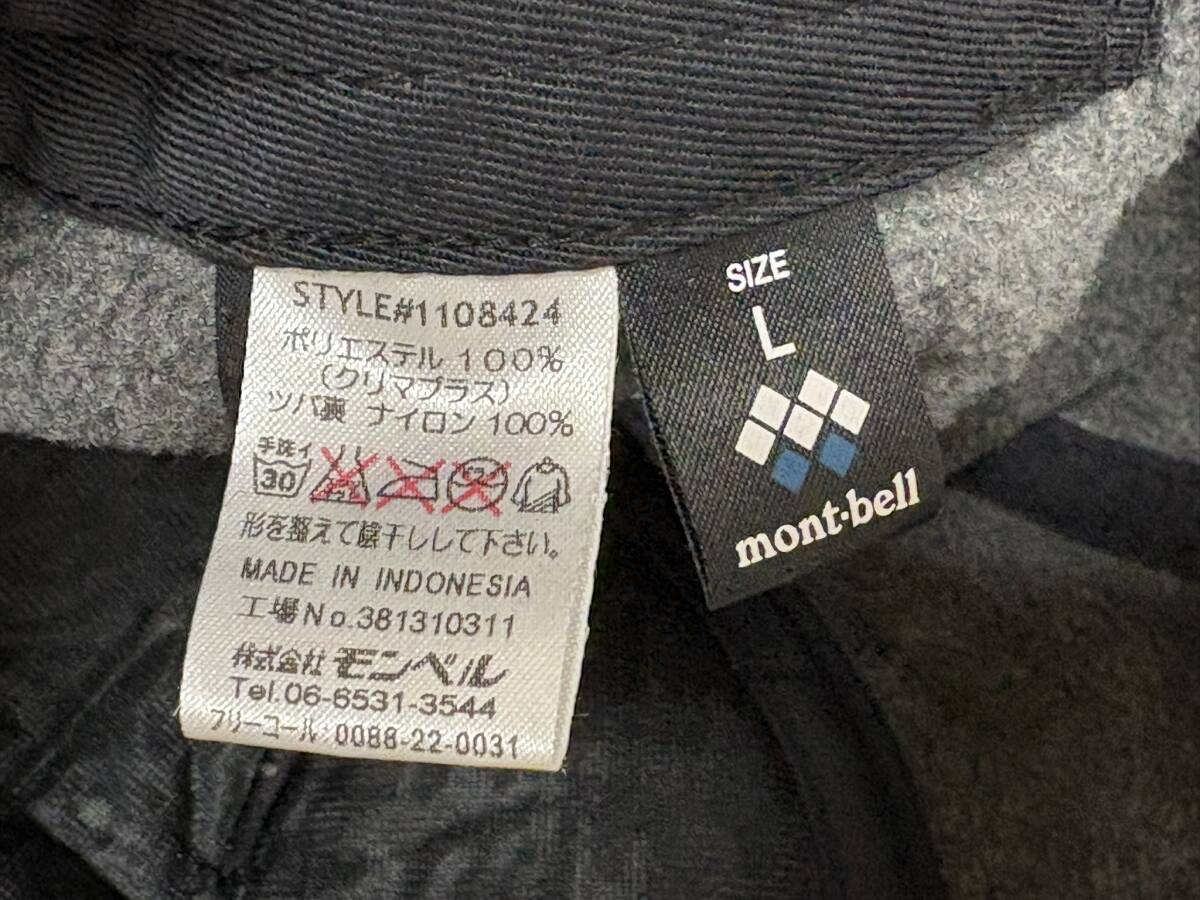 STYLE#1108424
ポリエステル 100%
（クリマプラス）
ツバ裏 ナイロン 100%
手洗イ
30
形を整えて陰干しして下さい。
MADE IN INDONESIA
工場No.381310311
株式会社 モンベル
Tel.06-6531-3544
フリーコール 0088-22-0031
SIZE
L
mont-bell